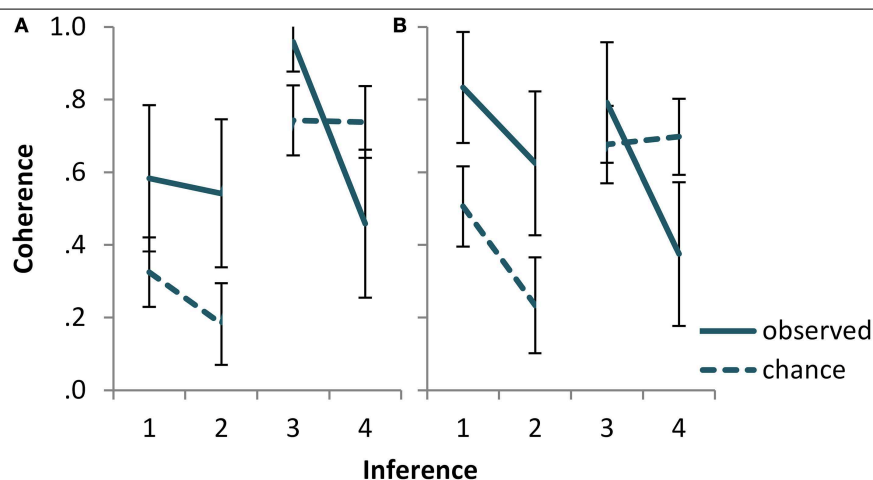 A
B
1.0
.8
.6
.4
.2
.0
Coherence
1 2 3 4
1 2 3 4
Inference
observed
chance